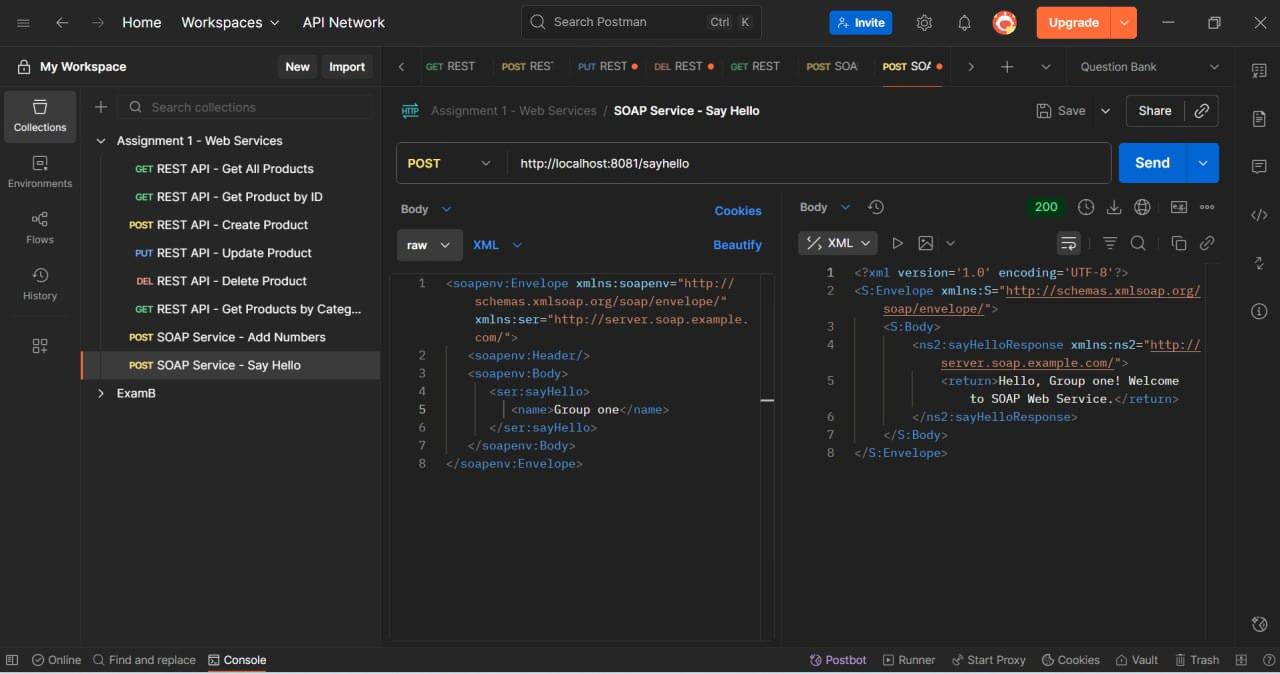 Home Workspaces API Network Search Postman Ctrl K Invite Upgrade
My Workspace New Import
GET REST POST RES PUT REST DEL REST GET REST POST SOA POST SOA Question Bank
Collections
Environments
Flows
History
Search collections
Assignment 1 - Web Services
GET REST API - Get All Products
GET REST API - Get Product by ID
POST REST API - Create Product
PUT REST API - Update Product
DEL REST API - Delete Product
GET REST API - Get Products by Categ...
POST SOAP Service - Add Numbers
POST SOAP Service - Say Hello
ExamB
HTTP Assignment 1 - Web Services / SOAP Service - Say Hello Save Share
POST http://localhost:8081/sayhello Send
Body Cookies
raw XML Beautify
1 <soapenv:Envelope xmlns:soapenv="http://
schemas.xmlsoap.org/soap/envelope/"
xmlns:ser="http://server.soap.example.
com/">
2 <soapenv:Header/>
3 <soapenv:Body>
4 <ser:sayHello>
5 <name>Group one</name>
6 </ser:sayHello>
7 </soapenv:Body>
8 </soapenv:Envelope>
Body 200 e.g.
XML
1 <?xml version='1.0' encoding='UTF-8'?>
2 <S:Envelope xmlns:S="http://schemas.xmlsoap.org/
soap/envelope/">
3 <S:Body>
4 <ns2:sayHelloResponse xmlns:ns2="http://
server.soap.example.com/">
5 <return>Hello, Group one! Welcome
to SOAP Web Service.</return>
6 </ns2:sayHelloResponse>
7 </S:Body>
8 </S:Envelope>
Online Find and replace Console Postbot Runner Start Proxy Cookies Vault Trash